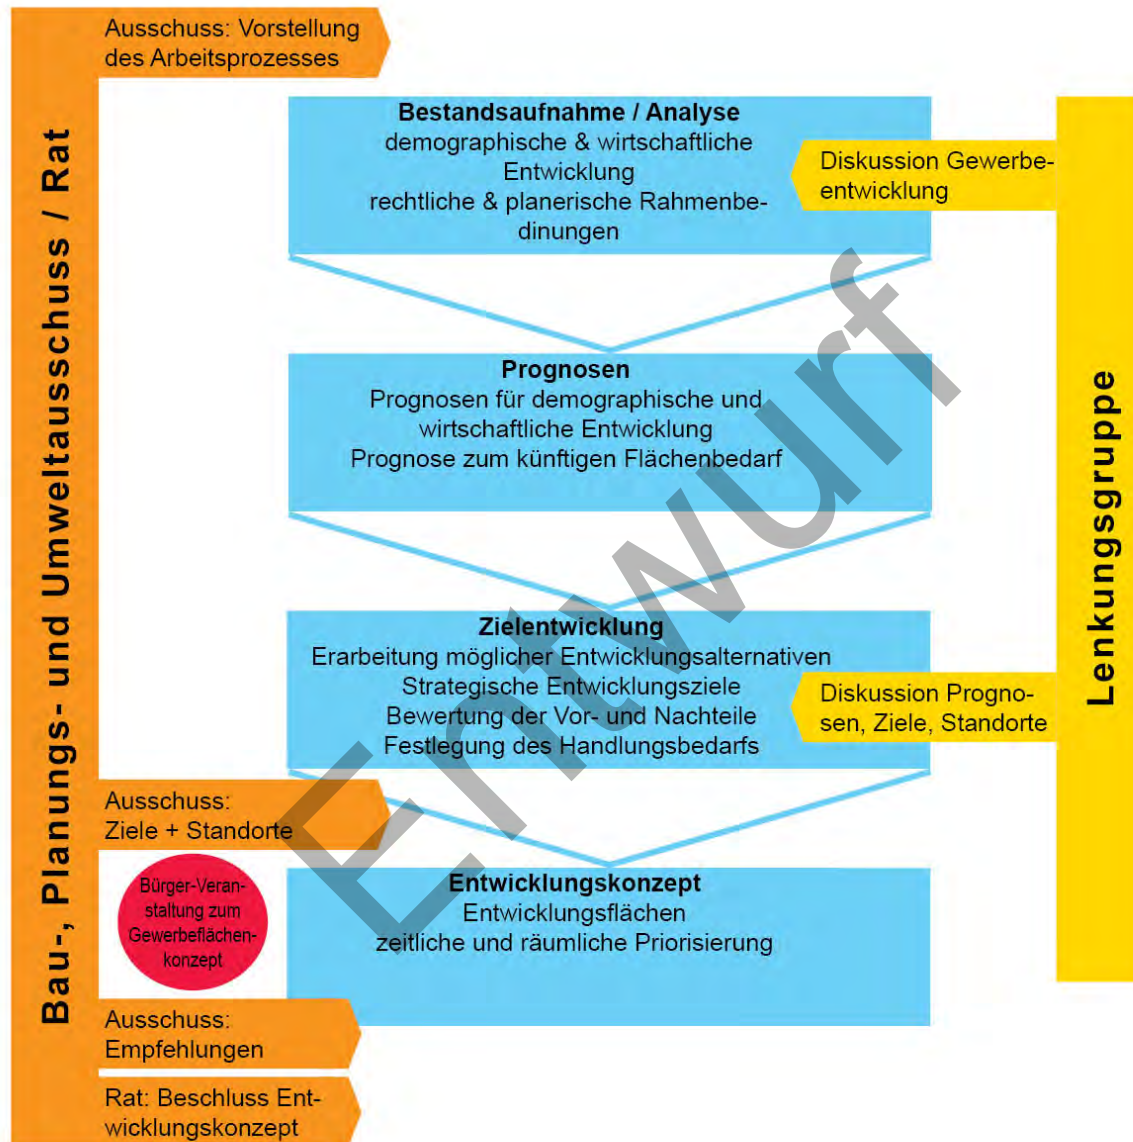 Ausschuss: Vorstellung
des Arbeitsprozesses
Bau-, Planungs- und Umweltausschuss / Rat
Bestandsaufnahme / Analyse
demographische & wirtschaftliche
Entwicklung
rechtliche & planerische Rahmenbe-
dinungen
Diskussion Gewerbe-
entwicklung
Lenkungsgruppe
Prognosen
Prognosen für demographische und
wirtschaftliche Entwicklung
Prognose zum künftigen Flächenbedarf
Zielentwicklung
Erarbeitung möglicher Entwicklungsalternativen
Strategische Entwicklungsziele
Bewertung der Vor- und Nachteile
Festlegung des Handlungsbedarfs
Diskussion Progno-
sen, Ziele, Standorte
Ausschuss:
Ziele + Standorte
Bürger-Veran-
staltung zum
Gewerbeflächen-
konzept
Entwicklungskonzept
Entwicklungsflächen
zeitliche und räumliche Priorisierung
Ausschuss:
Empfehlungen
Rat: Beschluss Ent-
wicklungskonzept
Entwurf